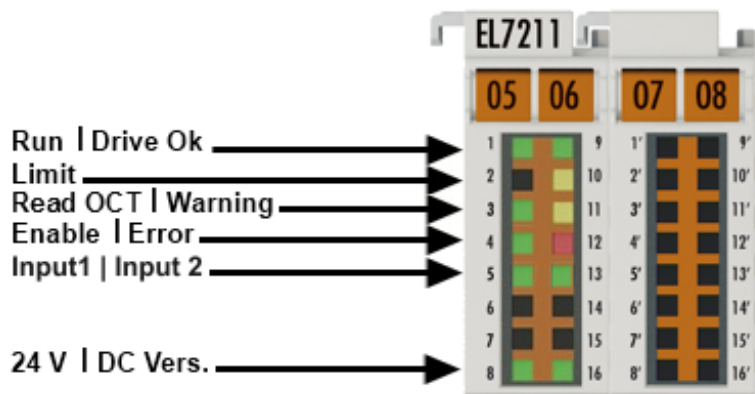 EL7211
05 06 07 08
Run | Drive Ok 1 9 1' 9'
Limit 2 10 2' 10'
Read OCT | Warning 3 11 3' 11'
Enable | Error 4 12 4' 12'
Input1 | Input 2 5 13 5' 13'
6 14 6' 14'
7 15 7' 15'
24 V | DC Vers. 8 16 8' 16'